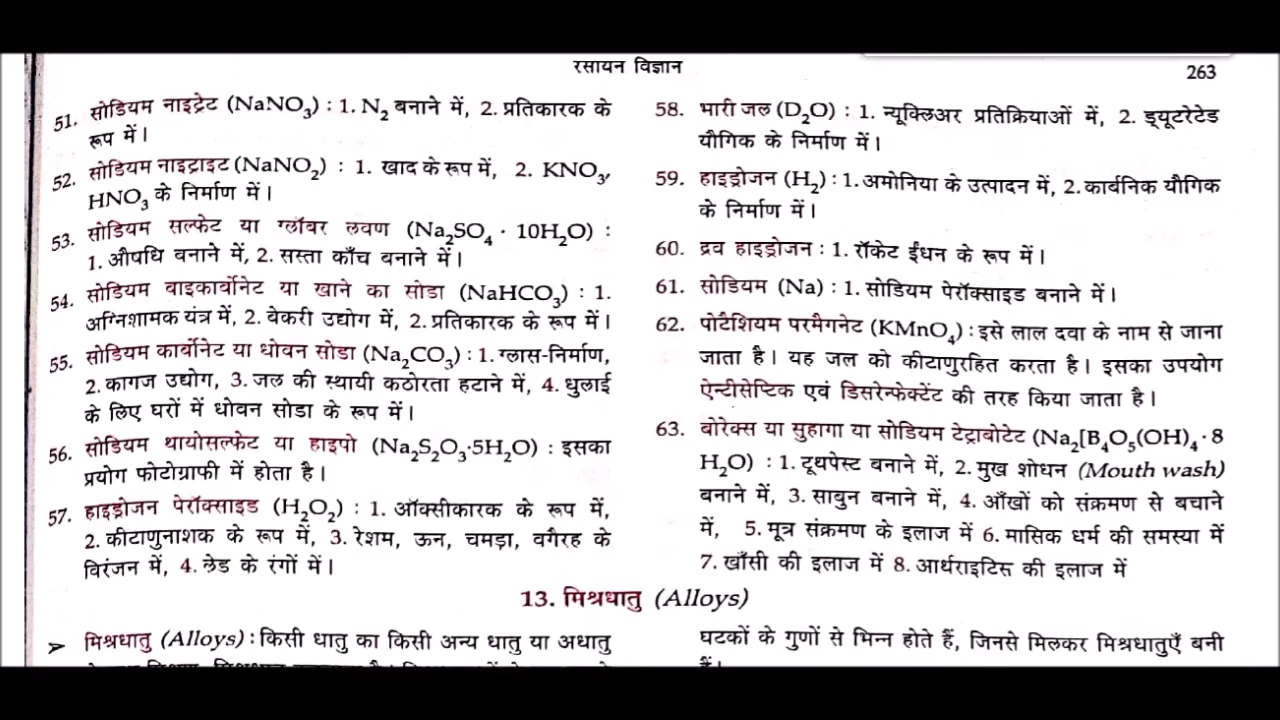 रसायन विज्ञान
263
51. सोडियम नाइट्रेट (NaNO₃) : 1. N₂ बनाने में, 2. प्रतिकारक के
रूप में।
52. सोडियम नाइट्राइट (NaNO₂) : 1. खाद के रूप में, 2. KNO₃,
HNO₃ के निर्माण में।
53. सोडियम सल्फेट या ग्लॉबर लवण (Na₂SO₄ · 10H₂O) :
1. औषधि बनाने में, 2. सस्ता काँच बनाने में।
54. सोडियम बाइकार्बोनेट या खाने का सोडा (NaHCO₃) : 1.
अग्निशामक यंत्र में, 2. बेकरी उद्योग में, 2. प्रतिकारक के रूप में।
55. सोडियम कार्बोनेट या धोवन सोडा (Na₂CO₃) : 1. ग्लास-निर्माण,
2. कागज उद्योग, 3. जल की स्थायी कठोरता हटाने में, 4. धुलाई
के लिए घरों में धोवन सोडा के रूप में।
56. सोडियम थायोसल्फेट या हाइपो (Na₂S₂O₃·5H₂O) : इसका
प्रयोग फोटोग्राफी में होता है।
57. हाइड्रोजन पेरॉक्साइड (H₂O₂) : 1. ऑक्सीकारक के रूप में,
2. कीटाणुनाशक के रूप में, 3. रेशम, ऊन, चमड़ा, वगैरह के
विरंजन में, 4. लेड के रंगों में।
58. भारी जल (D₂O) : 1. न्यूक्लिअर प्रतिक्रियाओं में, 2. ड्यूटरेटेड
यौगिक के निर्माण में।
59. हाइड्रोजन (H₂) : 1. अमोनिया के उत्पादन में, 2. कार्बनिक यौगिक
के निर्माण में।
60. द्रव हाइड्रोजन : 1. रॉकेट ईंधन के रूप में।
61. सोडियम (Na) : 1. सोडियम पेरॉक्साइड बनाने में।
62. पोटैशियम परमैगनेट (KMnO₄) : इसे लाल दवा के नाम से जाना
जाता है। यह जल को कीटाणुरहित करता है। इसका उपयोग
ऐन्टीसेप्टिक एवं डिसरेन्फेक्टेंट की तरह किया जाता है।
63. बोरेक्स या सुहागा या सोडियम टेट्राबोटेट (Na₂[B₄O₅(OH)₄ · 8
H₂O) : 1. टूथपेस्ट बनाने में, 2. मुख शोधन (Mouth wash)
बनाने में, 3. साबुन बनाने में, 4. आँखों को संक्रमण से बचाने
में, 5. मूत्र संक्रमण के इलाज में 6. मासिक धर्म की समस्या में
7. खाँसी की इलाज में 8. आर्थराइटिस की इलाज में
13. मिश्रधातु (Alloys)
➤ मिश्रधातु (Alloys) : किसी धातु का किसी अन्य धातु या अधातु
घटकों के गुणों से भिन्न होते हैं, जिनसे मिलकर मिश्रधातुएँ बनी
हैं।